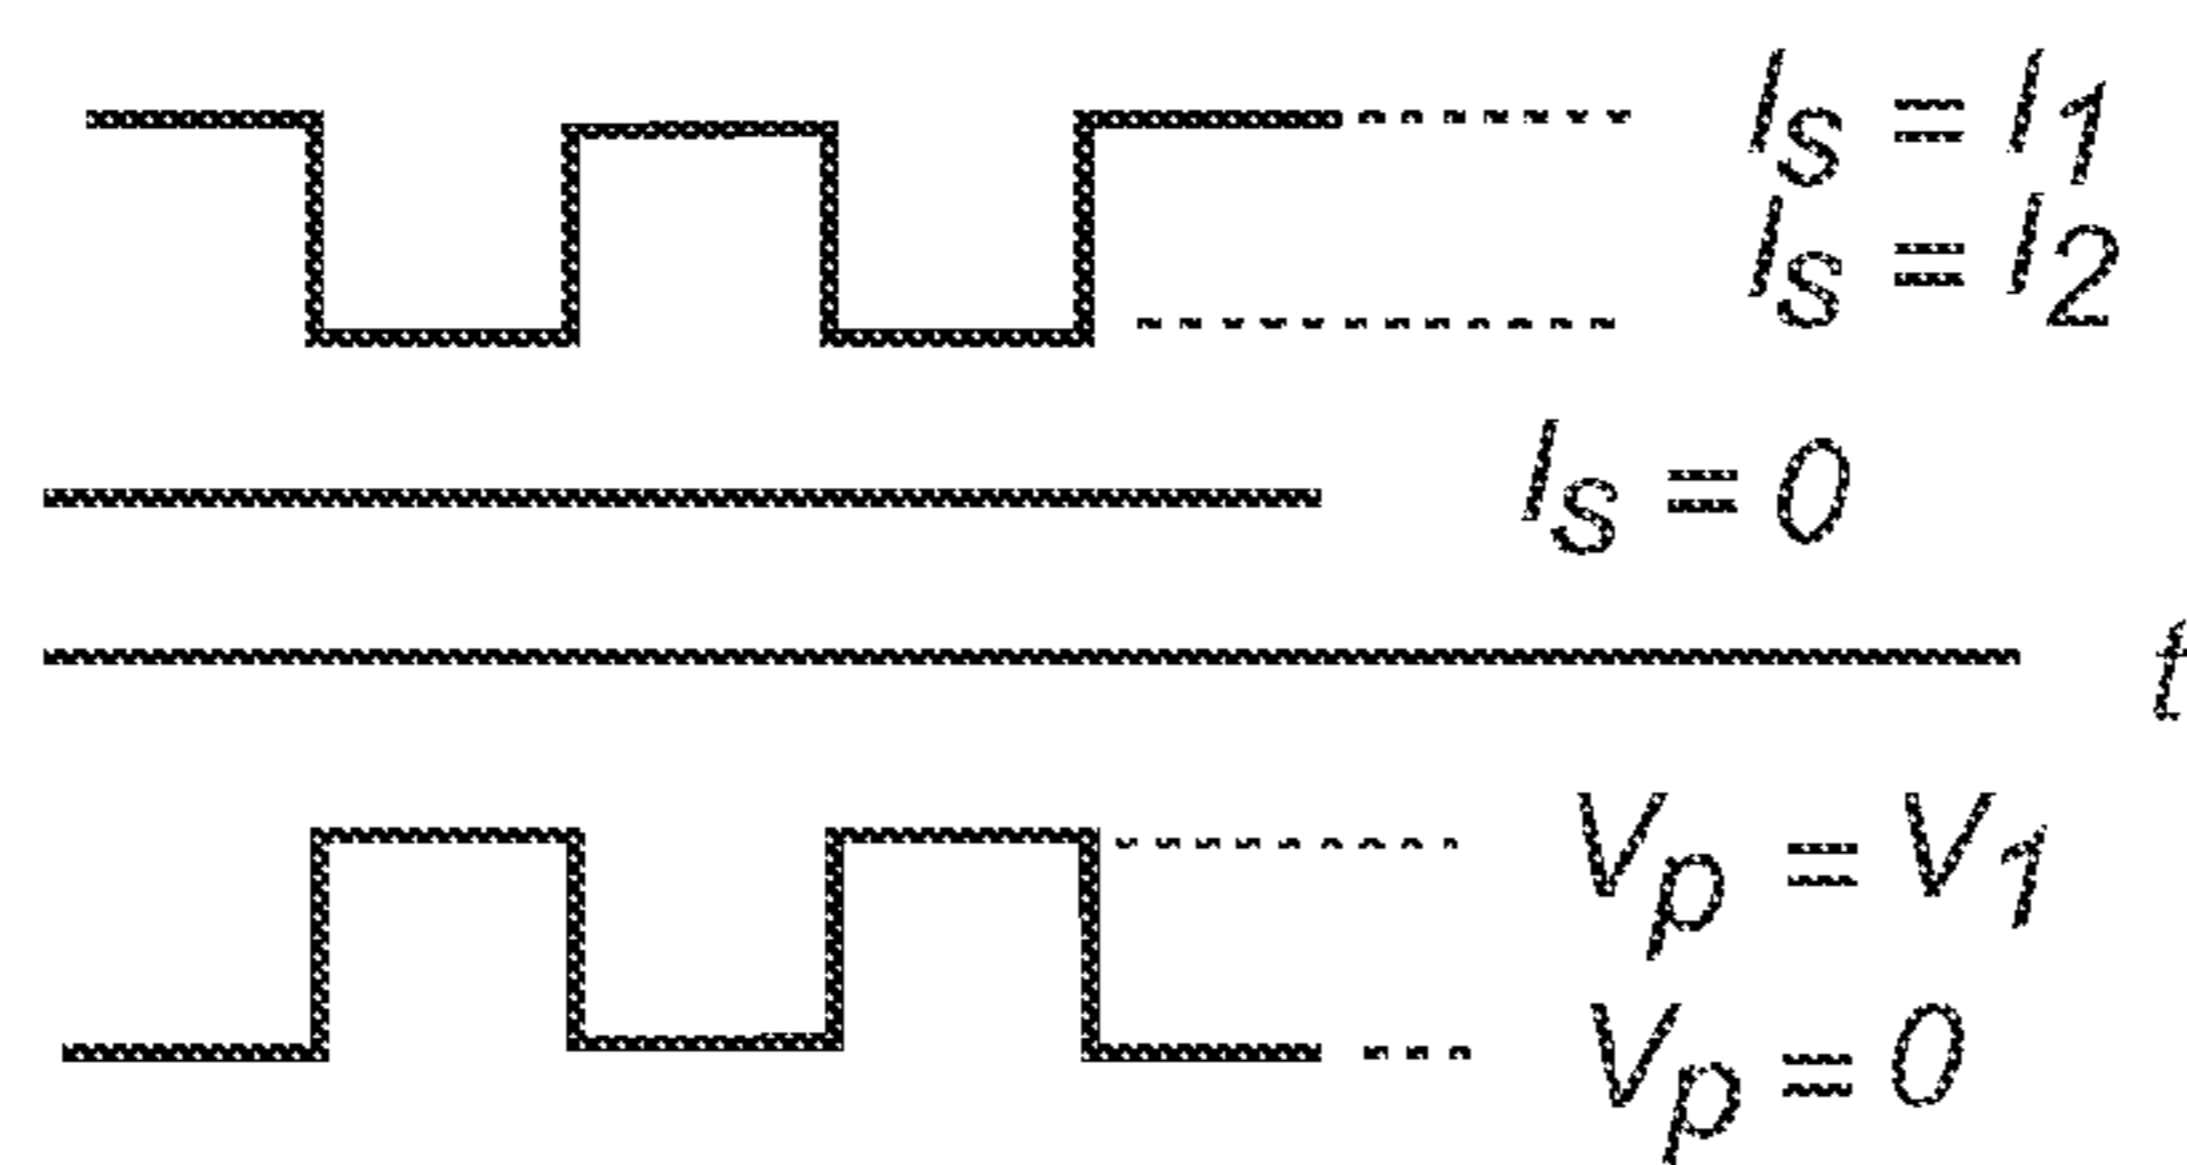 Is = I1
Is = I2
Is = 0
t
Vp = V1
Vp = 0